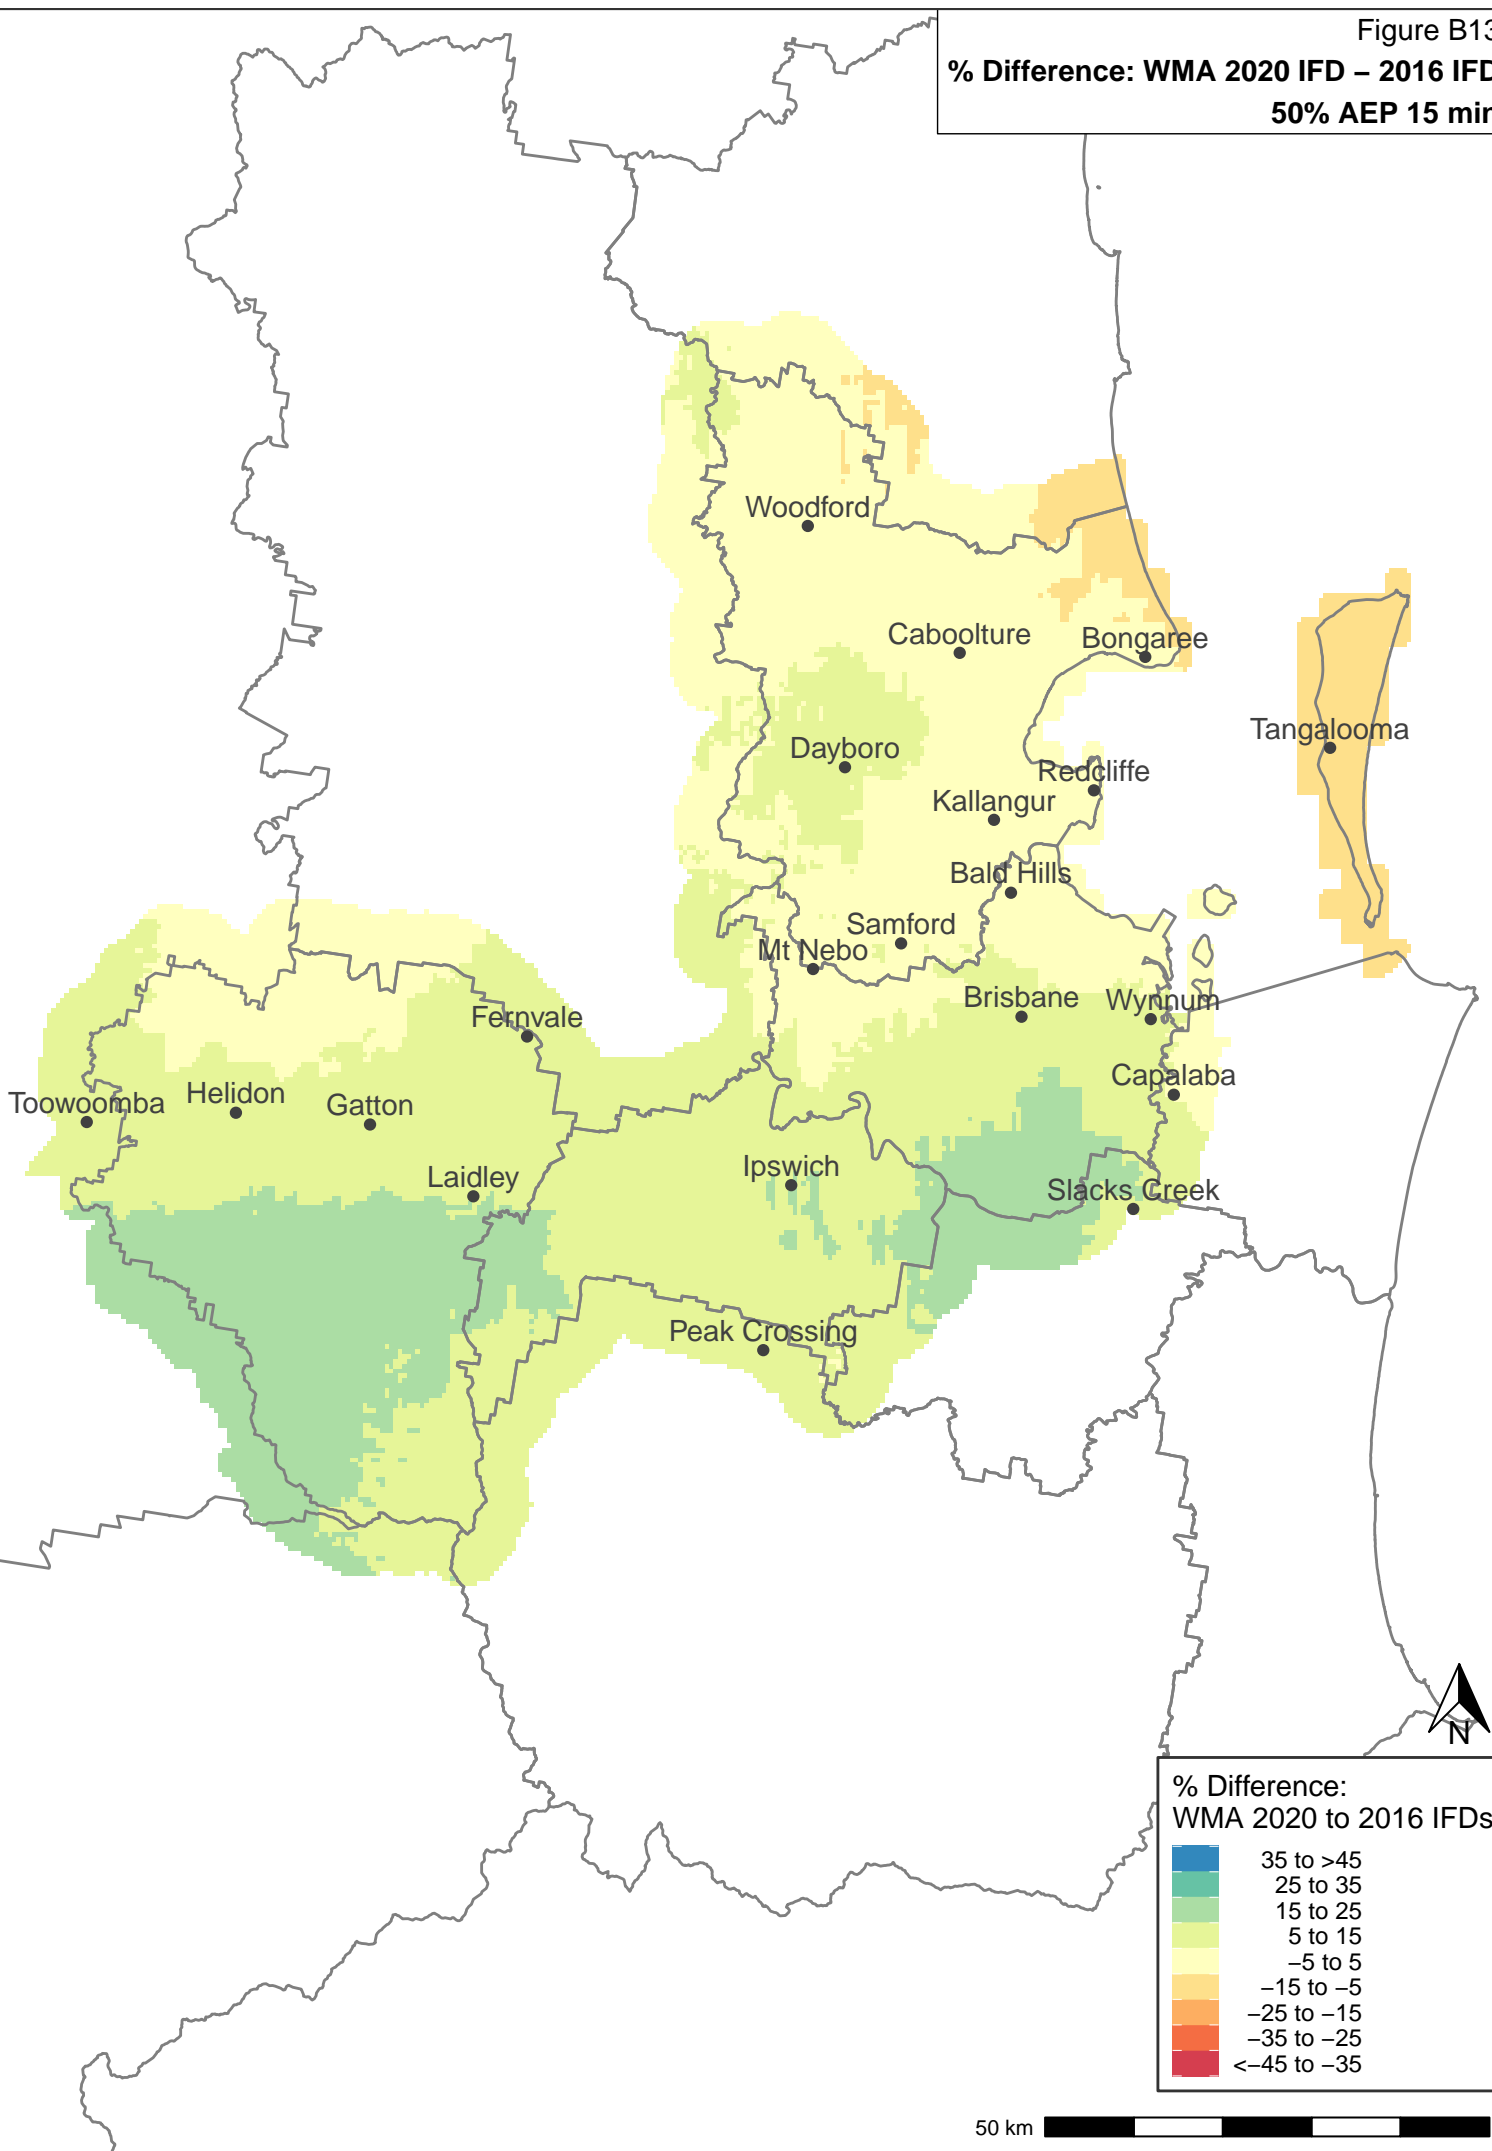 Figure B13
% Difference: WMA 2020 IFD – 2016 IFD
50% AEP 15 min
Woodford
Caboolture
Bongaree
Tangalooma
Dayboro
Redcliffe
Kallangur
Bald Hills
Samford
Mt Nebo
Brisbane
Wynnum
Fernvale
Capalaba
Toowoomba
Helidon
Gatton
Laidley
Ipswich
Slacks Creek
Peak Crossing
N
% Difference:
WMA 2020 to 2016 IFDs
35 to >45
25 to 35
15 to 25
5 to 15
−5 to 5
−15 to −5
−25 to −15
−35 to −25
<−45 to −35
50 km